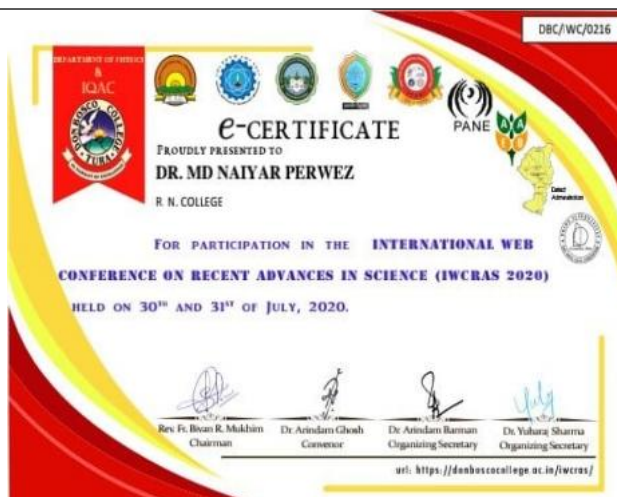 DBC/IWC/0216
DEPARTMENT OF PHYSICS
&
IQAC
DON BOSCO COLLEGE
TURA
PANE
A A
E D
e-CERTIFICATE
PROUDLY PRESENTED TO
DR. MD NAIYAR PERWEZ
R. N. COLLEGE
District
Administration
FOR PARTICIPATION IN THE INTERNATIONAL WEB
CONFERENCE ON RECENT ADVANCES IN SCIENCE (IWCRAS 2020)
HELD ON 30TH AND 31ST OF JULY, 2020.
Rev. Fr. Bivan R. Mukhim
Chairman
Dr. Arindam Ghosh
Convenor
Dr. Arindam Barman
Organizing Secretary
Dr. Yubaraj Sharma
Organizing Secretary
url: https://donboscocollege.ac.in/iwcras/